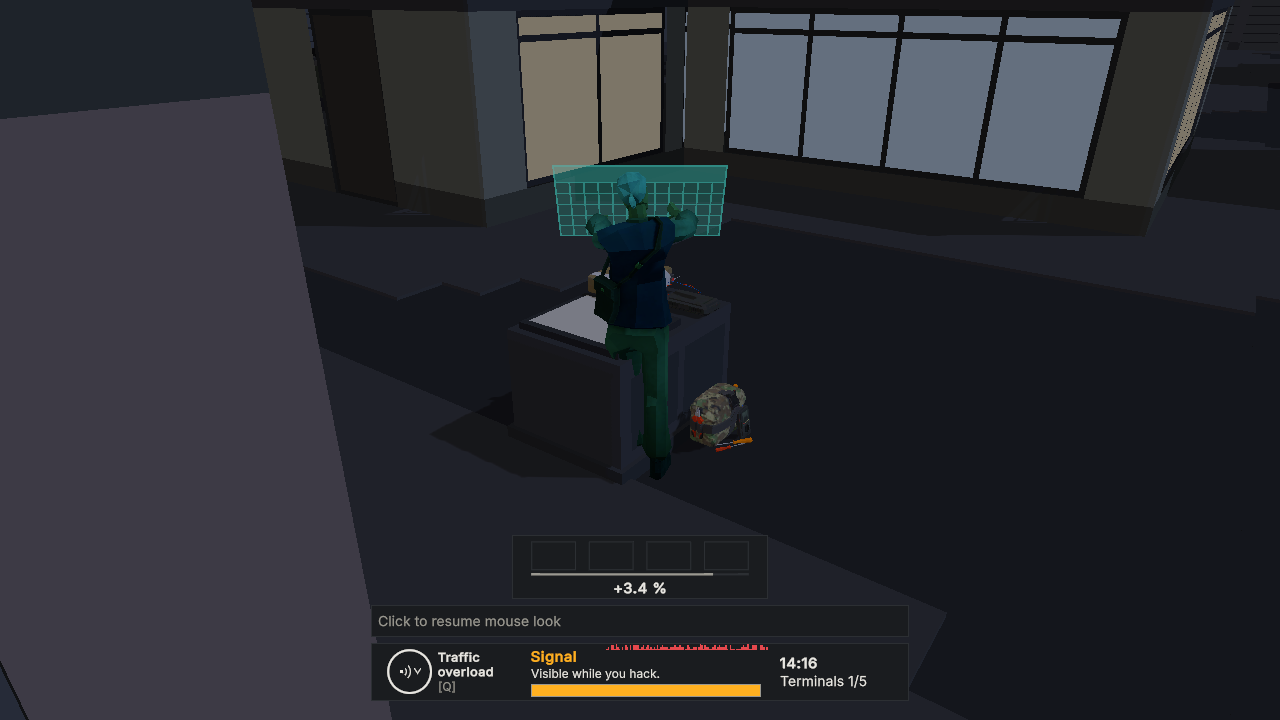 +3.4 %
Click to resume mouse look
Traffic
overload
[Q]
Signal
Visible while you hack.
14:16
Terminals 1/5